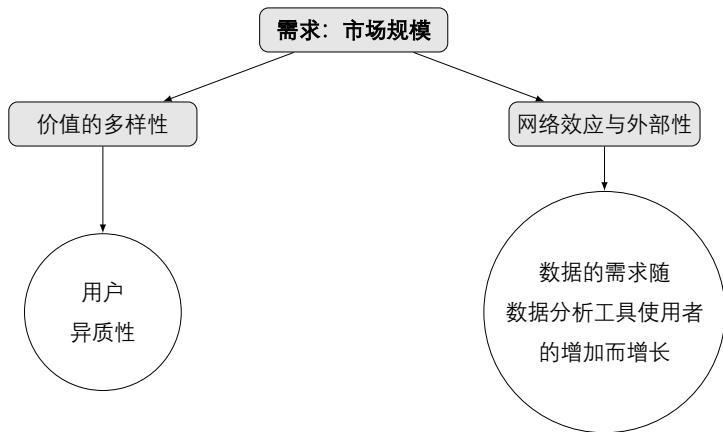 需求：市场规模
价值的多样性
网络效应与外部性
用户
异质性
数据的需求随
数据分析工具使用者
的增加而增长